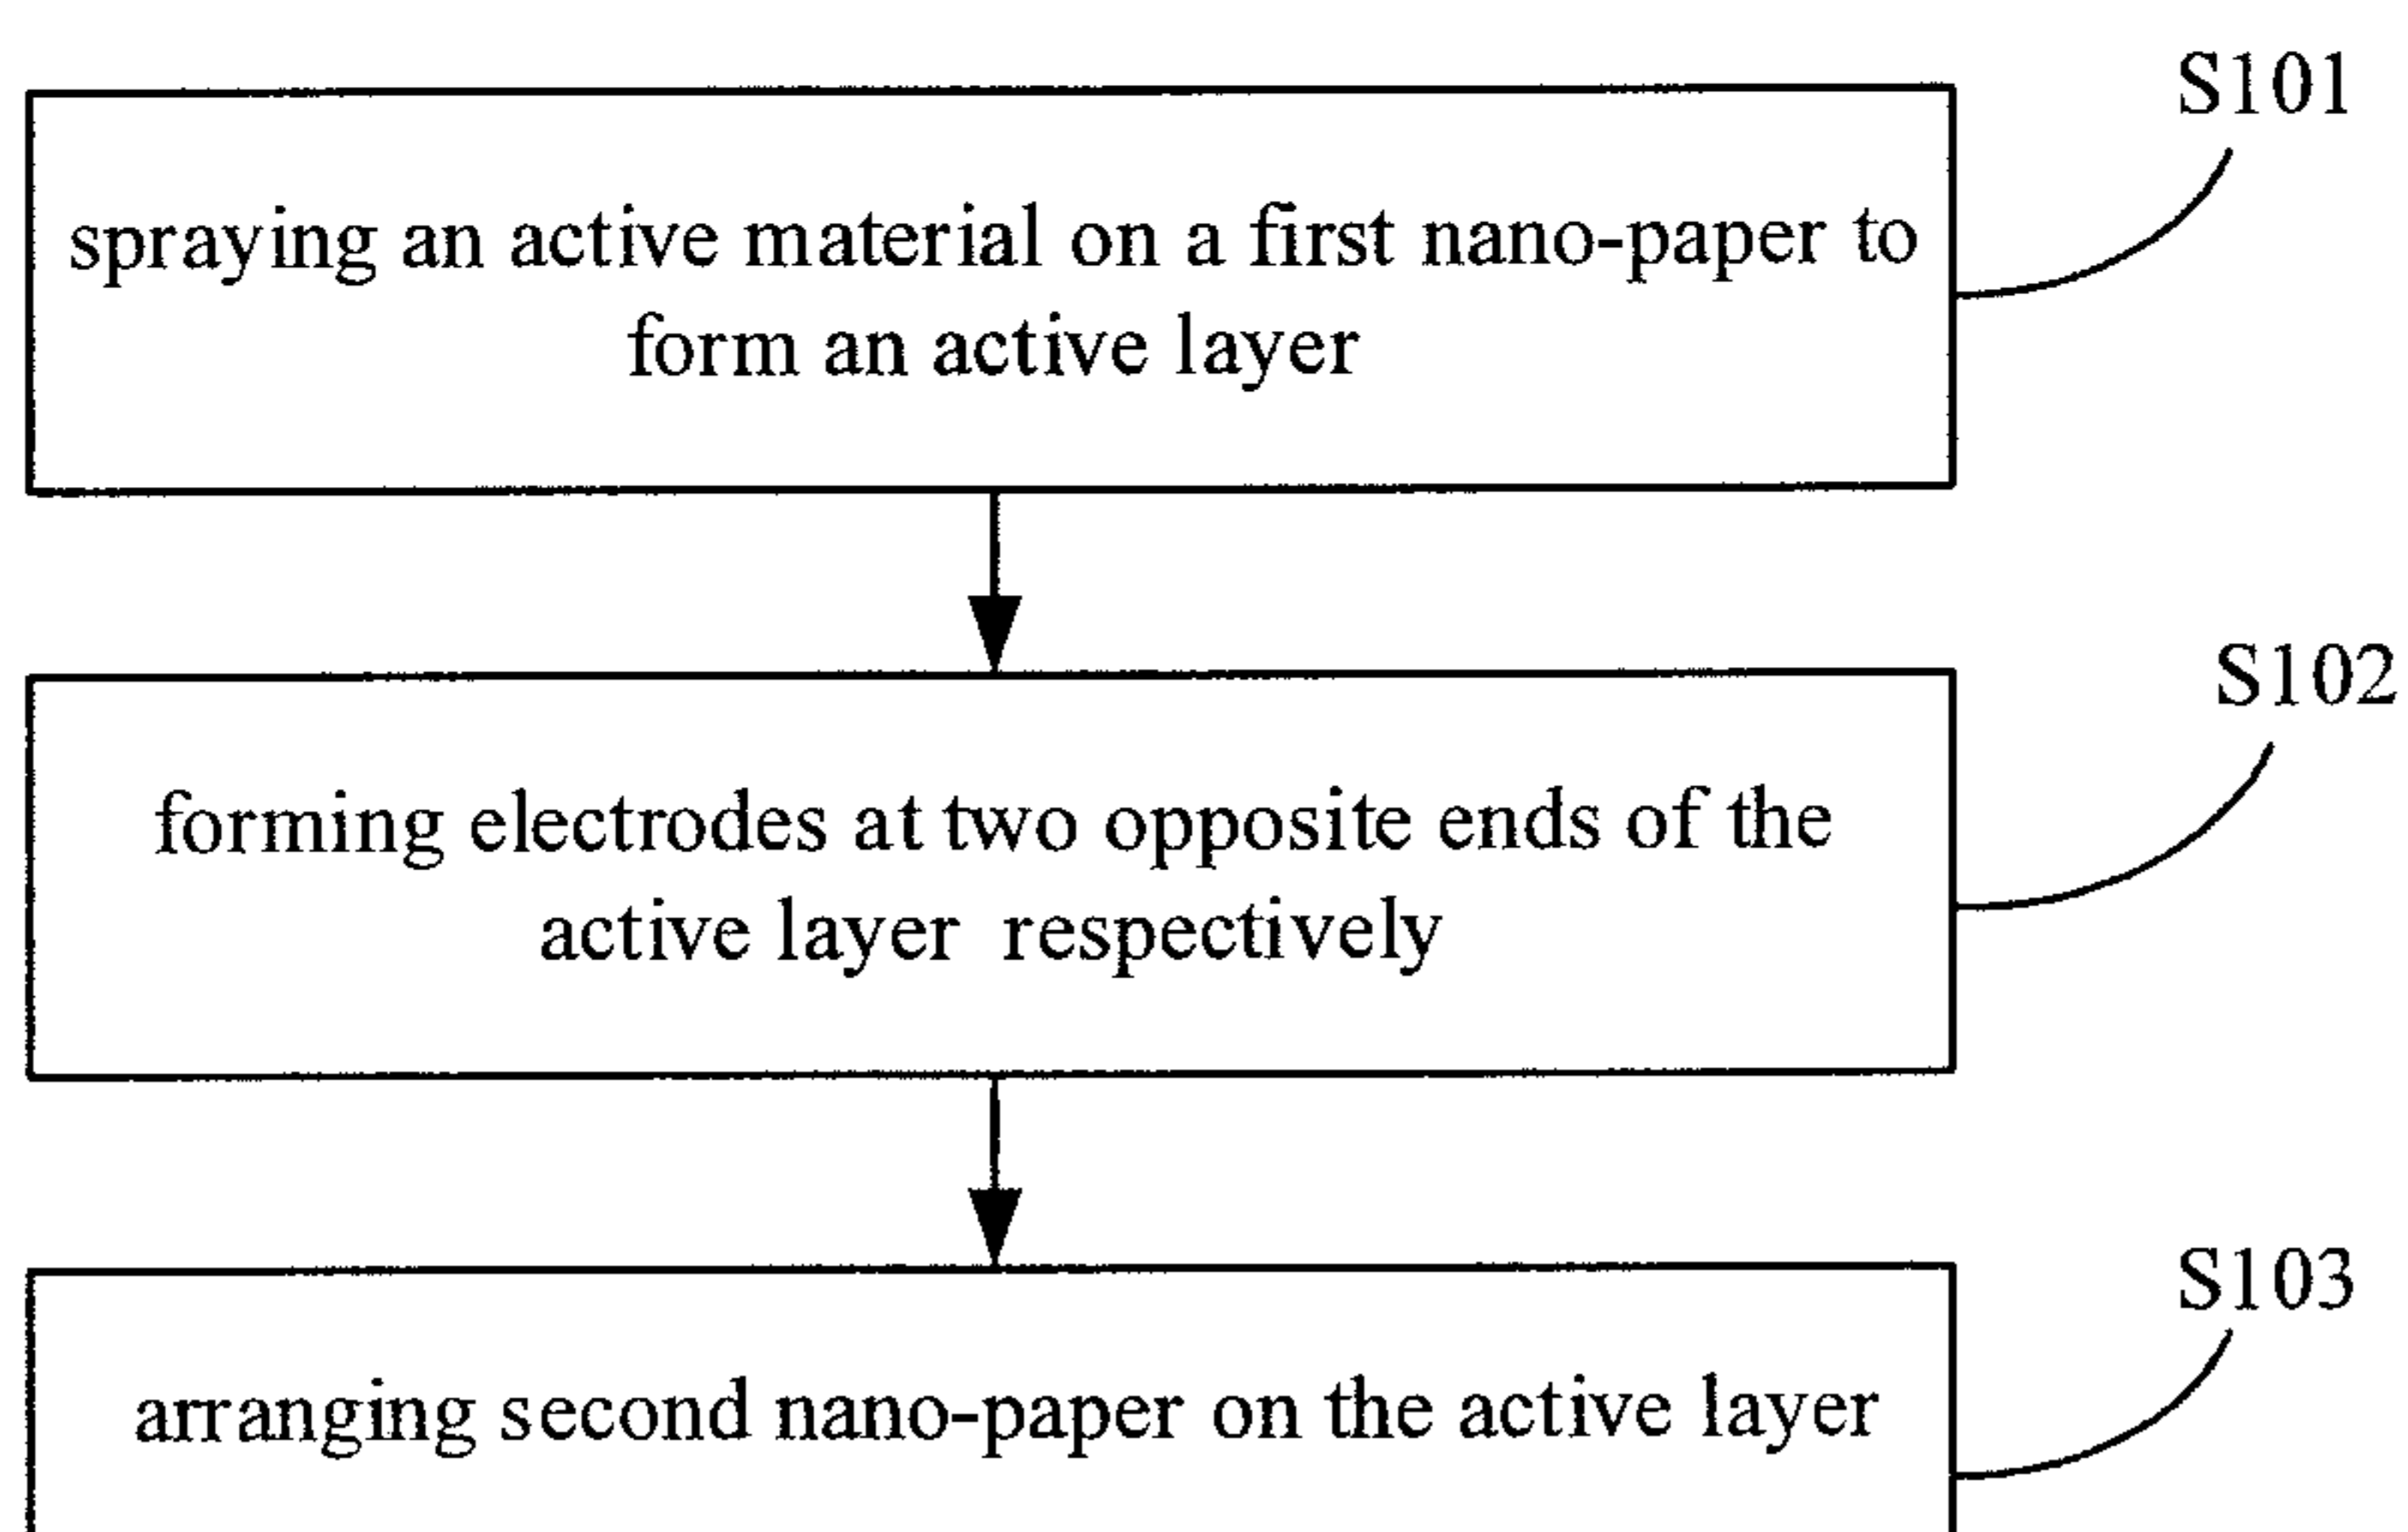 S101
spraying an active material on a first nano-paper to
form an active layer
S102
forming electrodes at two opposite ends of the
active layer respectively
S103
arranging second nano-paper on the active layer